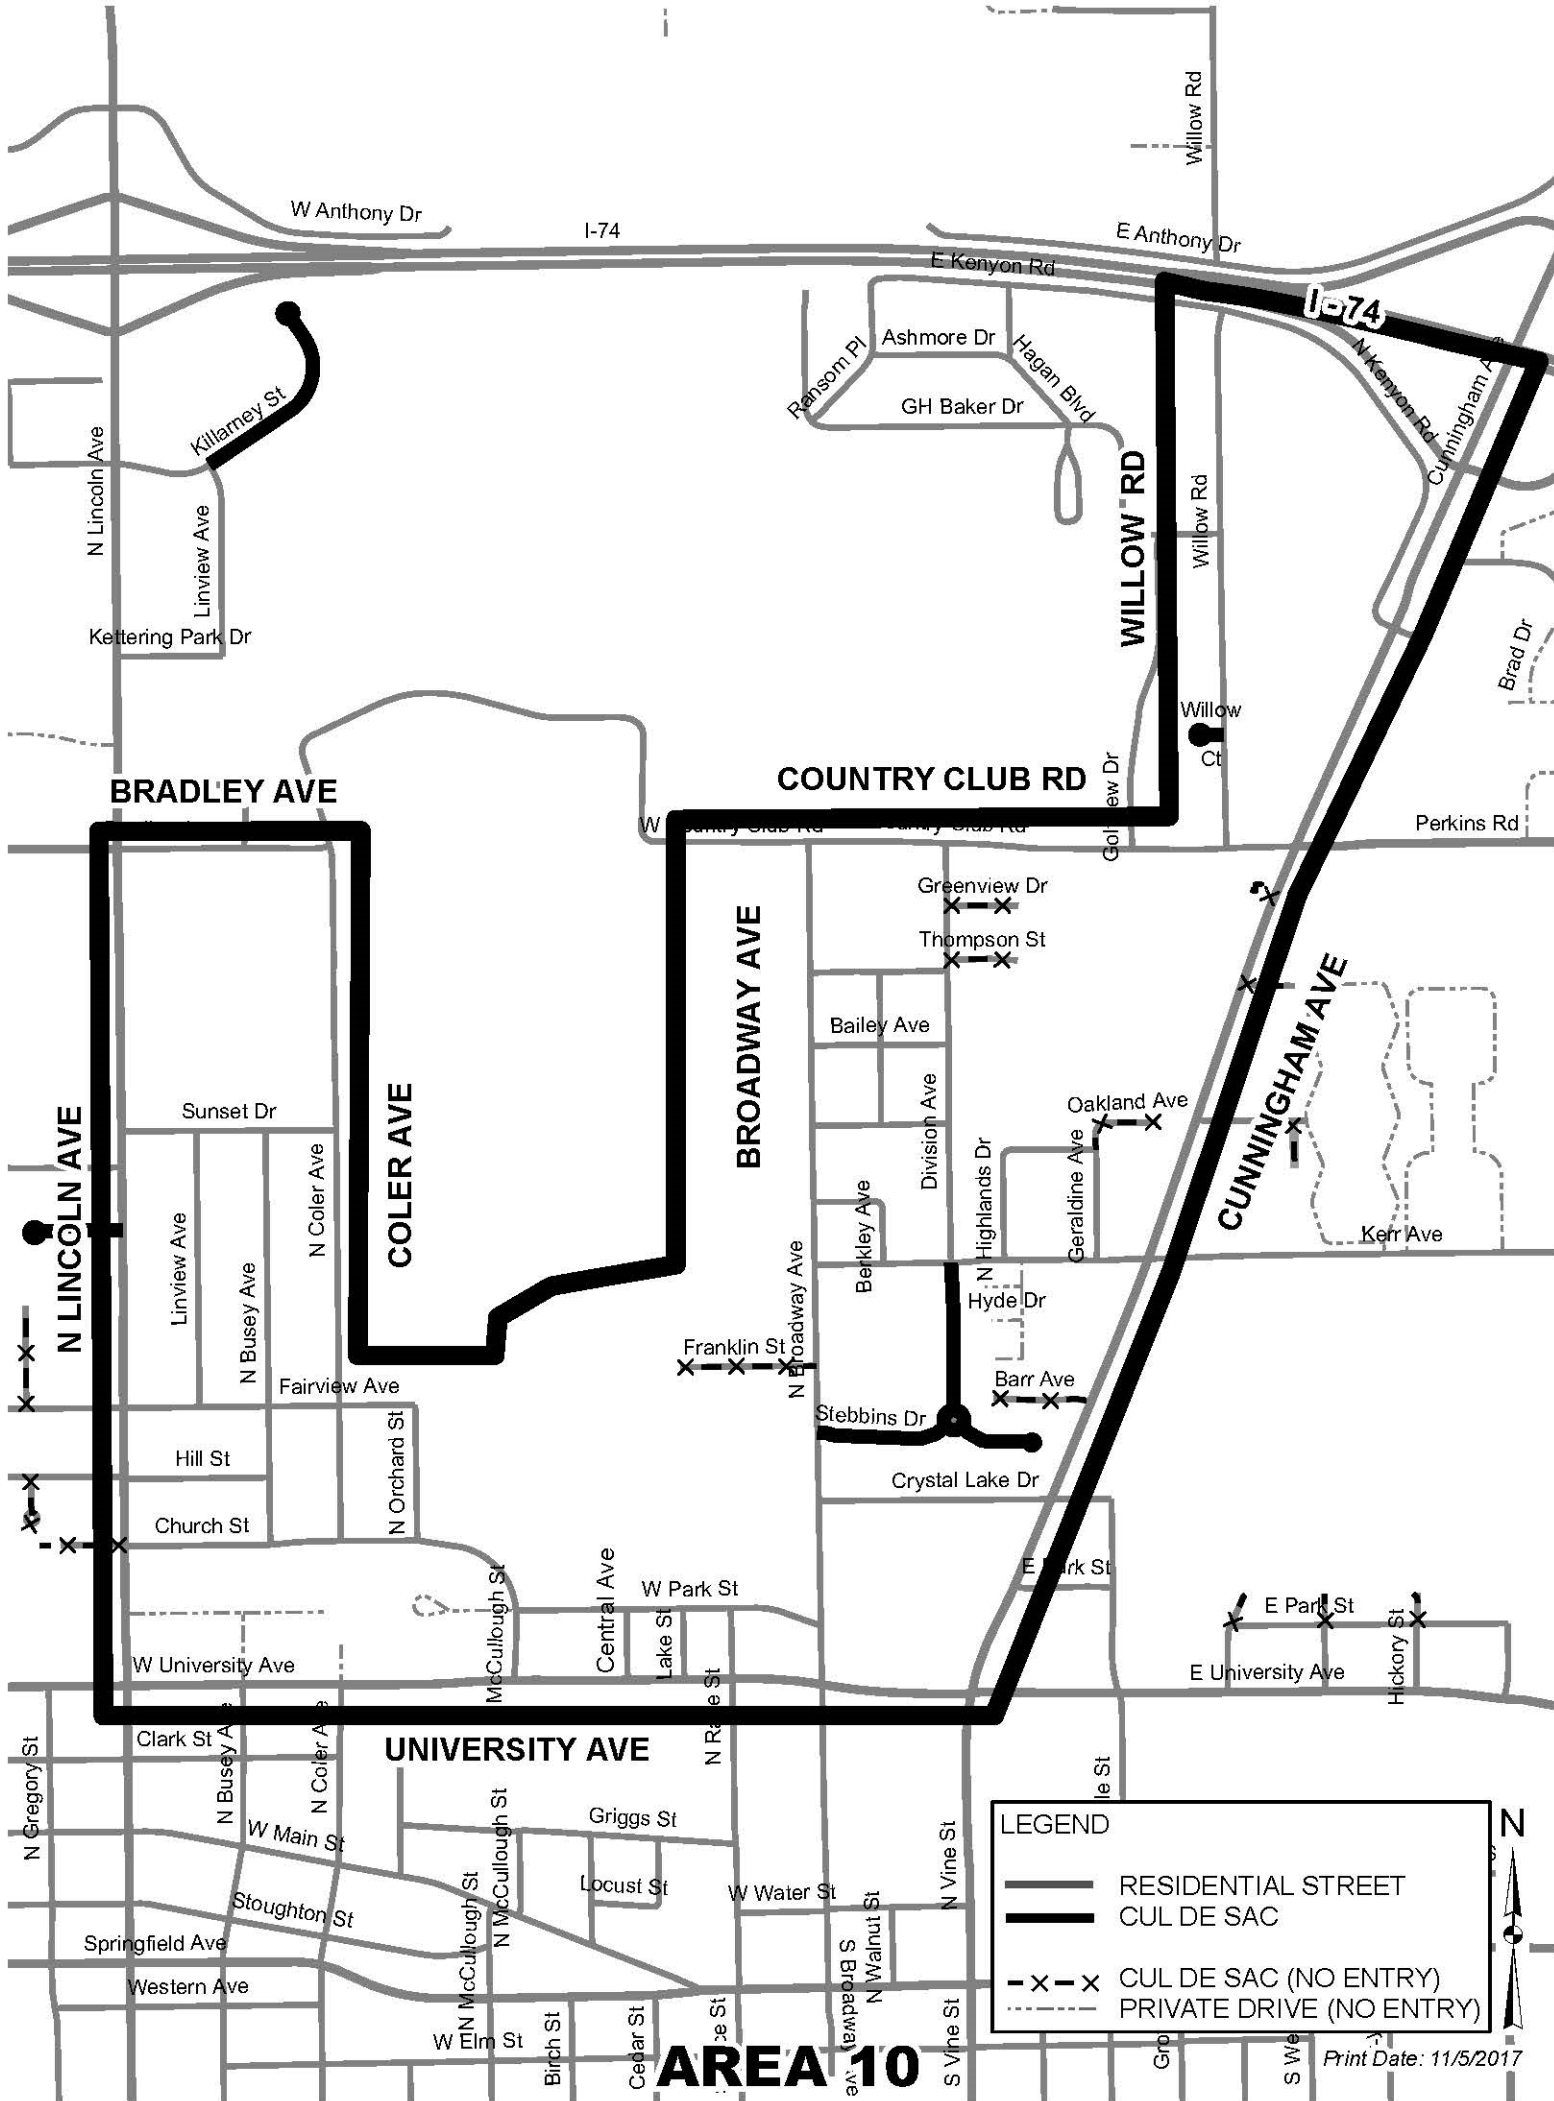 Willow Rd
W Anthony Dr
I-74
E Anthony Dr
E Kenyon Rd
I-74
Ashmore Dr
Ransom Pl
Hagan Blvd
GH Baker Dr
N Kenyon Rd
Cunningham Ave
Killarney St
N Lincoln Ave
Linview Ave
WILLOW RD
Willow Rd
Kettering Park Dr
Brad Dr
Willow
Ct
BRADLEY AVE
COUNTRY CLUB RD
Perkins Rd
Greenview Dr
Thompson St
BROADWAY AVE
CUNNINGHAM AVE
Bailey Ave
Division Ave
Oakland Ave
Sunset Dr
N LINCOLN AVE
COLER AVE
N Coler Ave
N Highlands Dr
Geraldine Ave
Linview Ave
N Busey Ave
Berkley Ave
Kerr Ave
N Broadway Ave
Hyde Dr
Franklin St
Barr Ave
Fairview Ave
Stebbins Dr
N Orchard St
Hill St
Crystal Lake Dr
Church St
McCullough St
Central Ave
Lake St
W Park St
E Park St
E Park St
Hickory St
W University Ave
E University Ave
N Busey Ave
N Coler Ave
Clark St
UNIVERSITY AVE
N Gregory St
N McCullough St
Griggs St
W Main St
N Vine St
Locust St
W Water St
Stoughton St
N McCullough St
N Walnut St
S Broadway Ave
Springfield Ave
Western Ave
W Elm St
Birch St
Cedar St
S Vine St
LEGEND
RESIDENTIAL STREET
CUL DE SAC
CUL DE SAC (NO ENTRY)
PRIVATE DRIVE (NO ENTRY)
N
AREA 10
Print Date: 11/5/2017